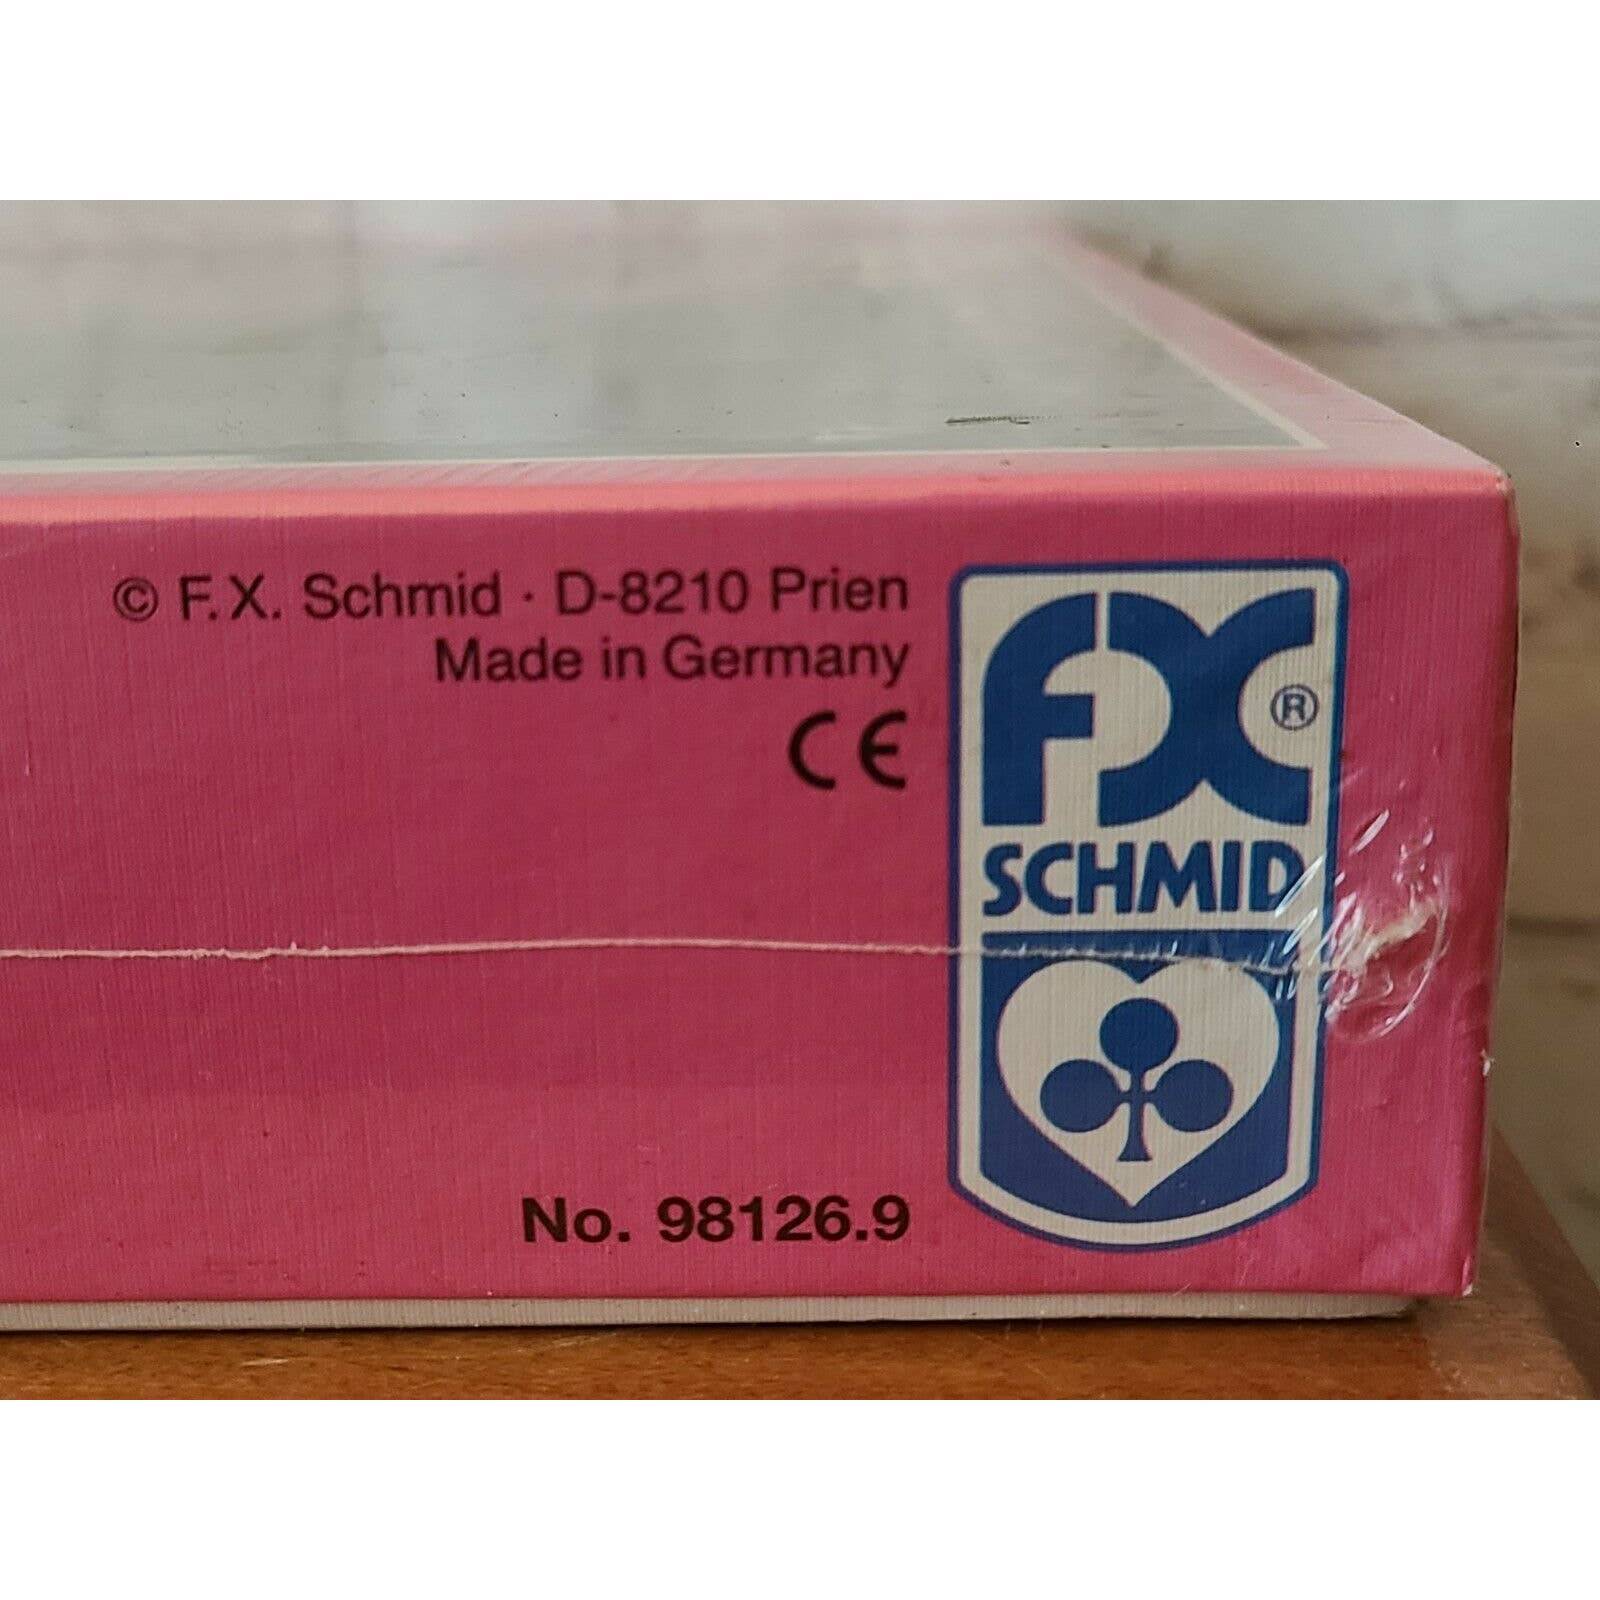 © F.X. Schmid · D-8210 Prien
Made in Germany
CE
No. 98126.9
FX ®
SCHMID